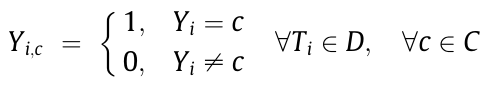 Y_{i,c} = { 1, Y_i = c
0, Y_i ≠ c ∀T_i ∈ D, ∀c ∈ C